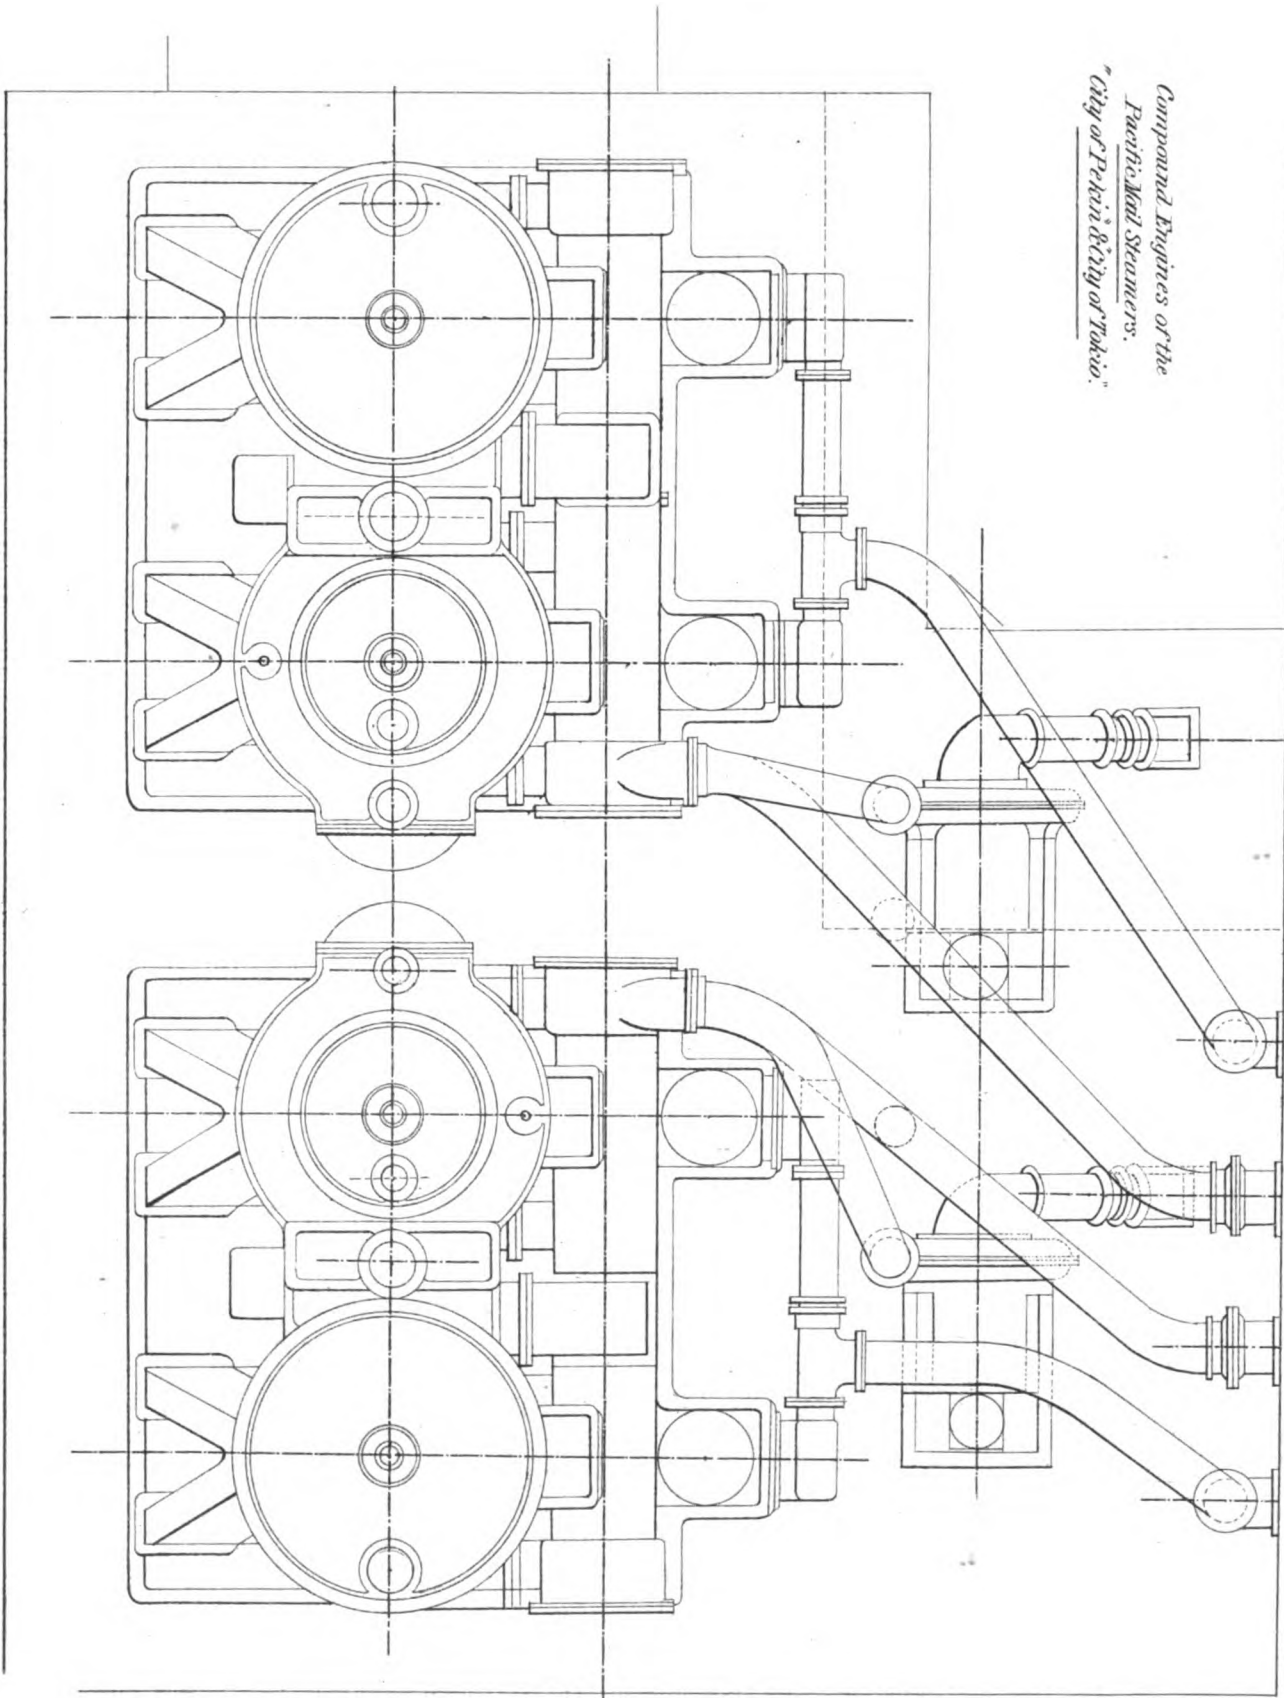 Compound Engines of the
Pacific Mail Steamers.
"City of Pekin" & "City of Tokio."